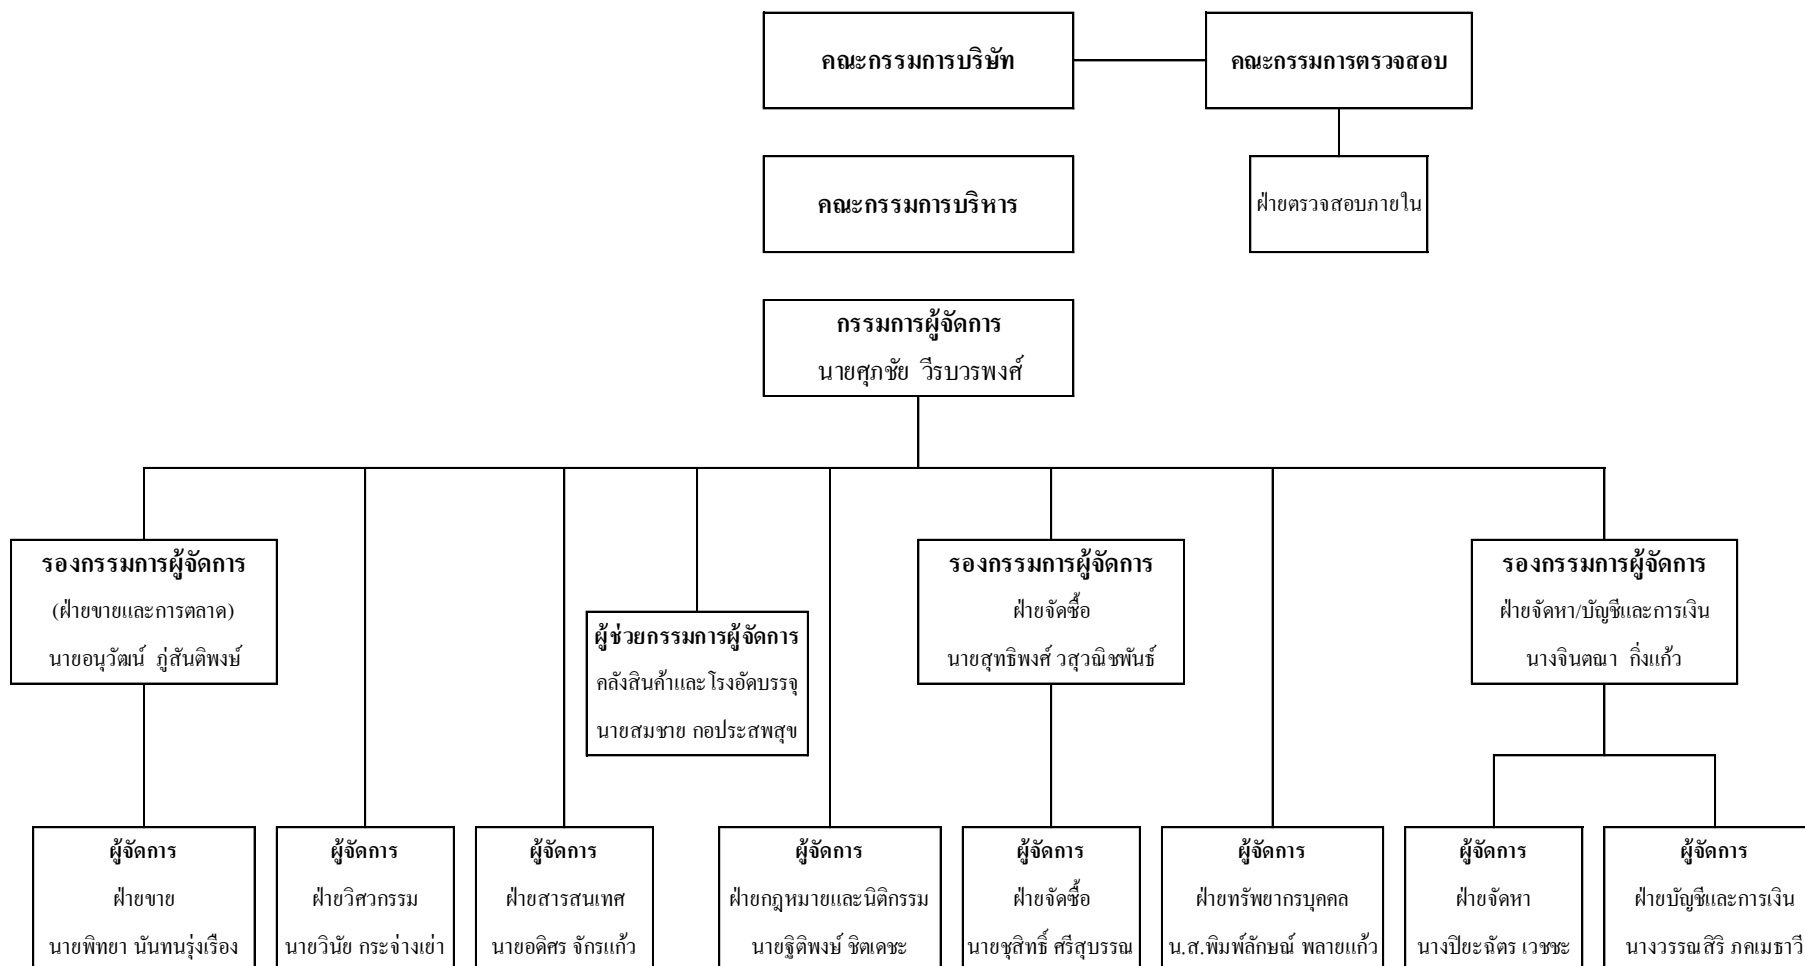 คณะกรรมการบริษัท
คณะกรรมการตรวจสอบ
คณะกรรมการบริหาร
ฝ่ายตรวจสอบภายใน
กรรมการผู้จัดการ
นายศุภชัย วีรบวรพงศ์
รองกรรมการผู้จัดการ
(ฝ่ายขายและการตลาด)
นายอนุวัฒน์ ภู่สันติพงษ์
ผู้ช่วยกรรมการผู้จัดการ
คลังสินค้าและโรงอัดบรรจุ
นายสมชาย กอประสพสุข
รองกรรมการผู้จัดการ
ฝ่ายจัดซื้อ
นายสุทธิพงศ์ วสุวณิชพันธ์
รองกรรมการผู้จัดการ
ฝ่ายจัดหา/บัญชีและการเงิน
นางจินตณา กิ่งแก้ว
ผู้จัดการ
ฝ่ายขาย
นายพิทยา นันทนรุ่งเรือง
ผู้จัดการ
ฝ่ายวิศวกรรม
นายวินัย กระจ่างเย่า
ผู้จัดการ
ฝ่ายสารสนเทศ
นายอดิศร จักรแก้ว
ผู้จัดการ
ฝ่ายกฎหมายและนิติกรรม
นายฐิติพงษ์ ชิตเดชะ
ผู้จัดการ
ฝ่ายจัดซื้อ
นายชุสิทธิ์ ศรีสุบรรณ
ผู้จัดการ
ฝ่ายทรัพยากรบุคคล
น.ส.พิมพ์ลักษณ์ พลายแก้ว
ผู้จัดการ
ฝ่ายจัดหา
นางปิยะฉัตร เวชชะ
ผู้จัดการ
ฝ่ายบัญชีและการเงิน
นางวรรณสิริ ภคเมธาวี